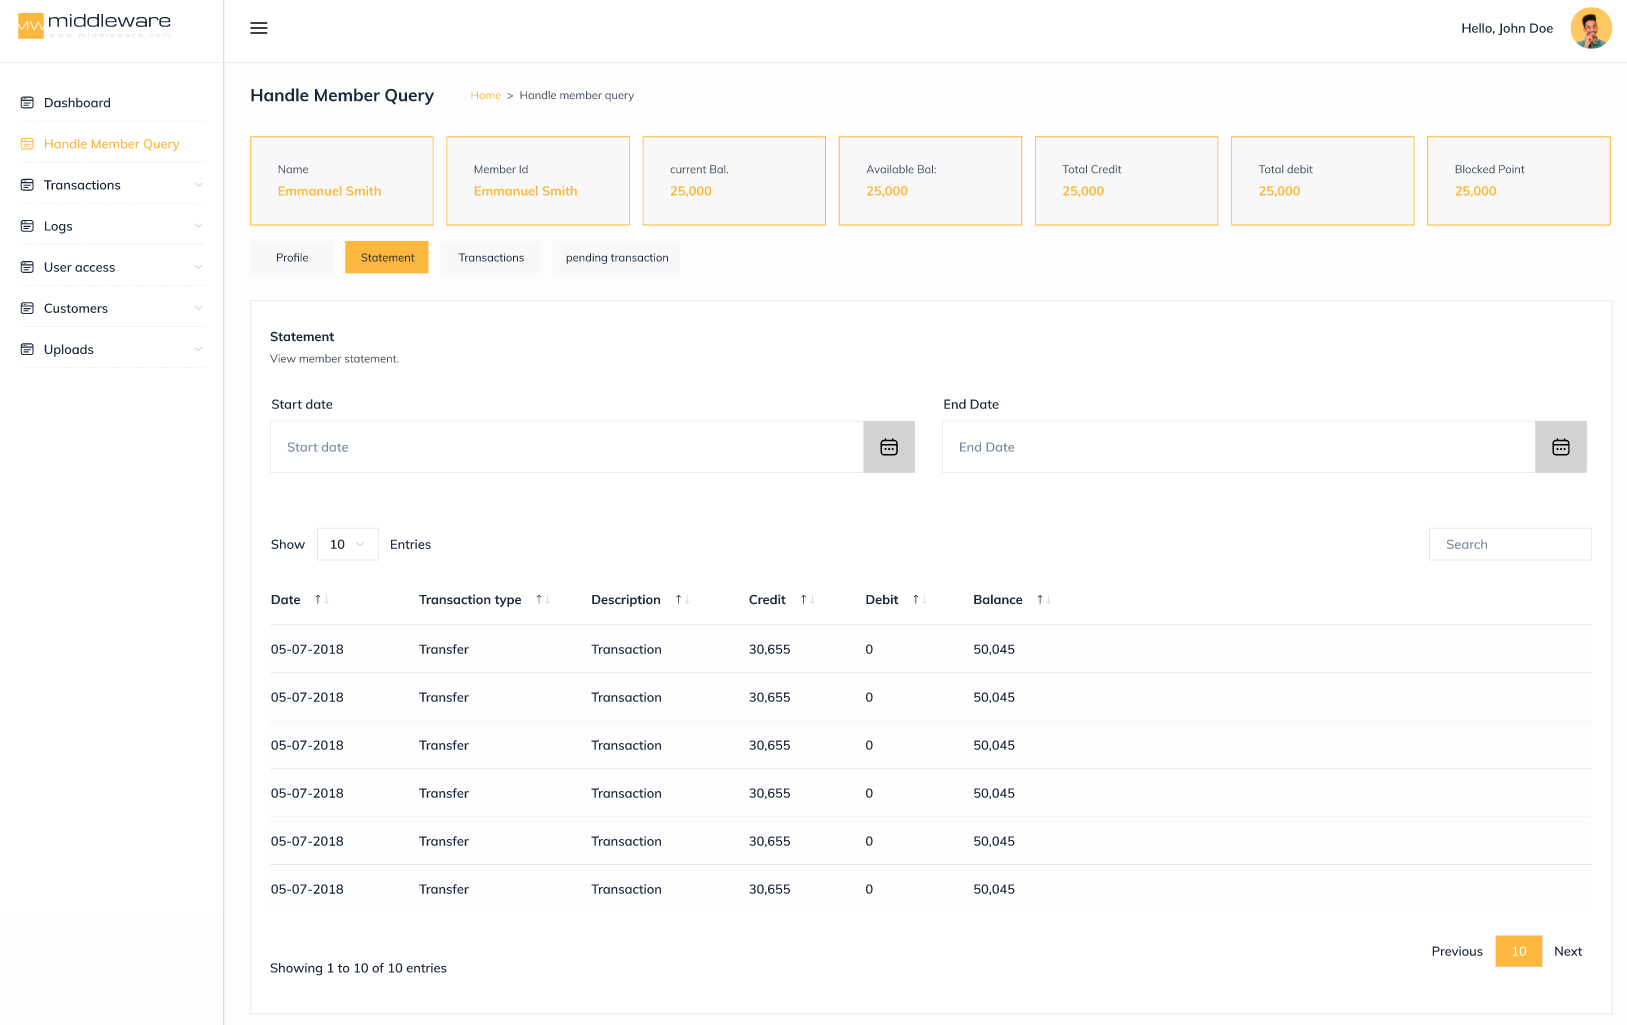 middleware
www.middleware.com
Hello, John Doe
Dashboard
Handle Member Query
Transactions
Logs
User access
Customers
Uploads
Handle Member Query
Home > Handle member query
Name
Emmanuel Smith
Member Id
Emmanuel Smith
current Bal.
25,000
Available Bal:
25,000
Total Credit
25,000
Total debit
25,000
Blocked Point
25,000
Profile Statement Transactions pending transaction
Statement
View member statement.
Start date
Start date
End Date
End Date
Show 10 Entries
Search
Date ↑↓ Transaction type ↑↓ Description ↑↓ Credit ↑↓ Debit ↑↓ Balance ↑↓
05-07-2018 Transfer Transaction 30,655 0 50,045
05-07-2018 Transfer Transaction 30,655 0 50,045
05-07-2018 Transfer Transaction 30,655 0 50,045
05-07-2018 Transfer Transaction 30,655 0 50,045
05-07-2018 Transfer Transaction 30,655 0 50,045
05-07-2018 Transfer Transaction 30,655 0 50,045
Previous 10 Next
Showing 1 to 10 of 10 entries